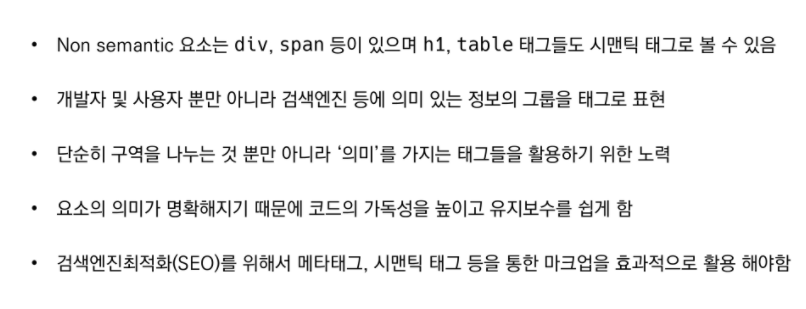 • Non semantic 요소는 div, span 등이 있으며 h1, table 태그들도 시맨틱 태그로 볼 수 있음
• 개발자 및 사용자 뿐만 아니라 검색엔진 등에 의미 있는 정보의 그룹을 태그로 표현
• 단순히 구역을 나누는 것 뿐만 아니라 ‘의미’를 가지는 태그들을 활용하기 위한 노력
• 요소의 의미가 명확해지기 때문에 코드의 가독성을 높이고 유지보수를 쉽게 함
• 검색엔진최적화(SEO)를 위해서 메타태그, 시맨틱 태그 등을 통한 마크업을 효과적으로 활용 해야함